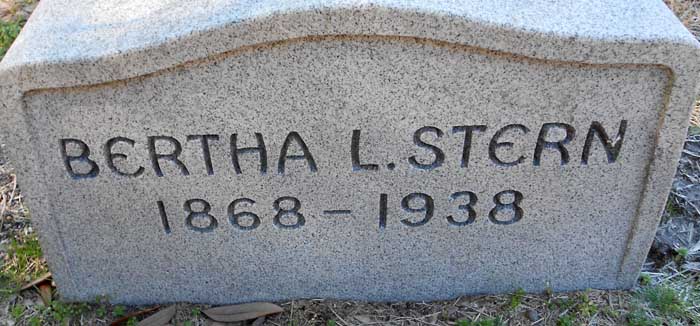 BERTHA L. STERN
1868 – 1938